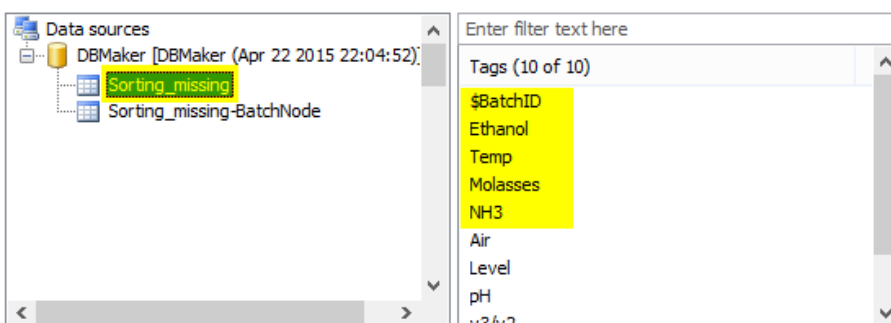 Data sources
DBMaker [DBMaker (Apr 22 2015 22:04:52)]
Sorting_missing
Sorting_missing-BatchNode
Enter filter text here
Tags (10 of 10)
$BatchID
Ethanol
Temp
Molasses
NH3
Air
Level
pH